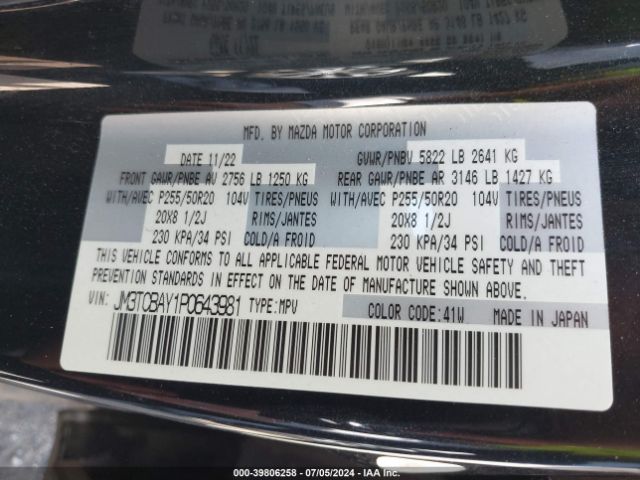 MFD. BY MAZDA MOTOR CORPORATION
DATE 11/22 GVWR/PNBV 5822 LB 2641 KG
FRONT GAWR/PNBE AV 2756 LB 1250 KG REAR GAWR/PNBE AR 3146 LB 1427 KG
WITH/AVEC P255/50R20 104V TIRES/PNEUS WITH/AVEC P255/50R20 104V TIRES/PNEUS
20X8 1/2J RIMS/JANTES 20X8 1/2J RIMS/JANTES
230 KPA/34 PSI COLD/A FROID 230 KPA/34 PSI COLD/A FROID
THIS VEHICLE CONFORMS TO ALL APPLICABLE FEDERAL MOTOR VEHICLE SAFETY AND THEFT
PREVENTION STANDARDS IN EFFECT ON THE DATE OF MANUFACTURE SHOWN ABOVE.
VIN: JM3TCBAY1P0643981 TYPE:MPV COLOR CODE:41W MADE IN JAPAN
000-39806258 - 07/05/2024 - IAA Inc.